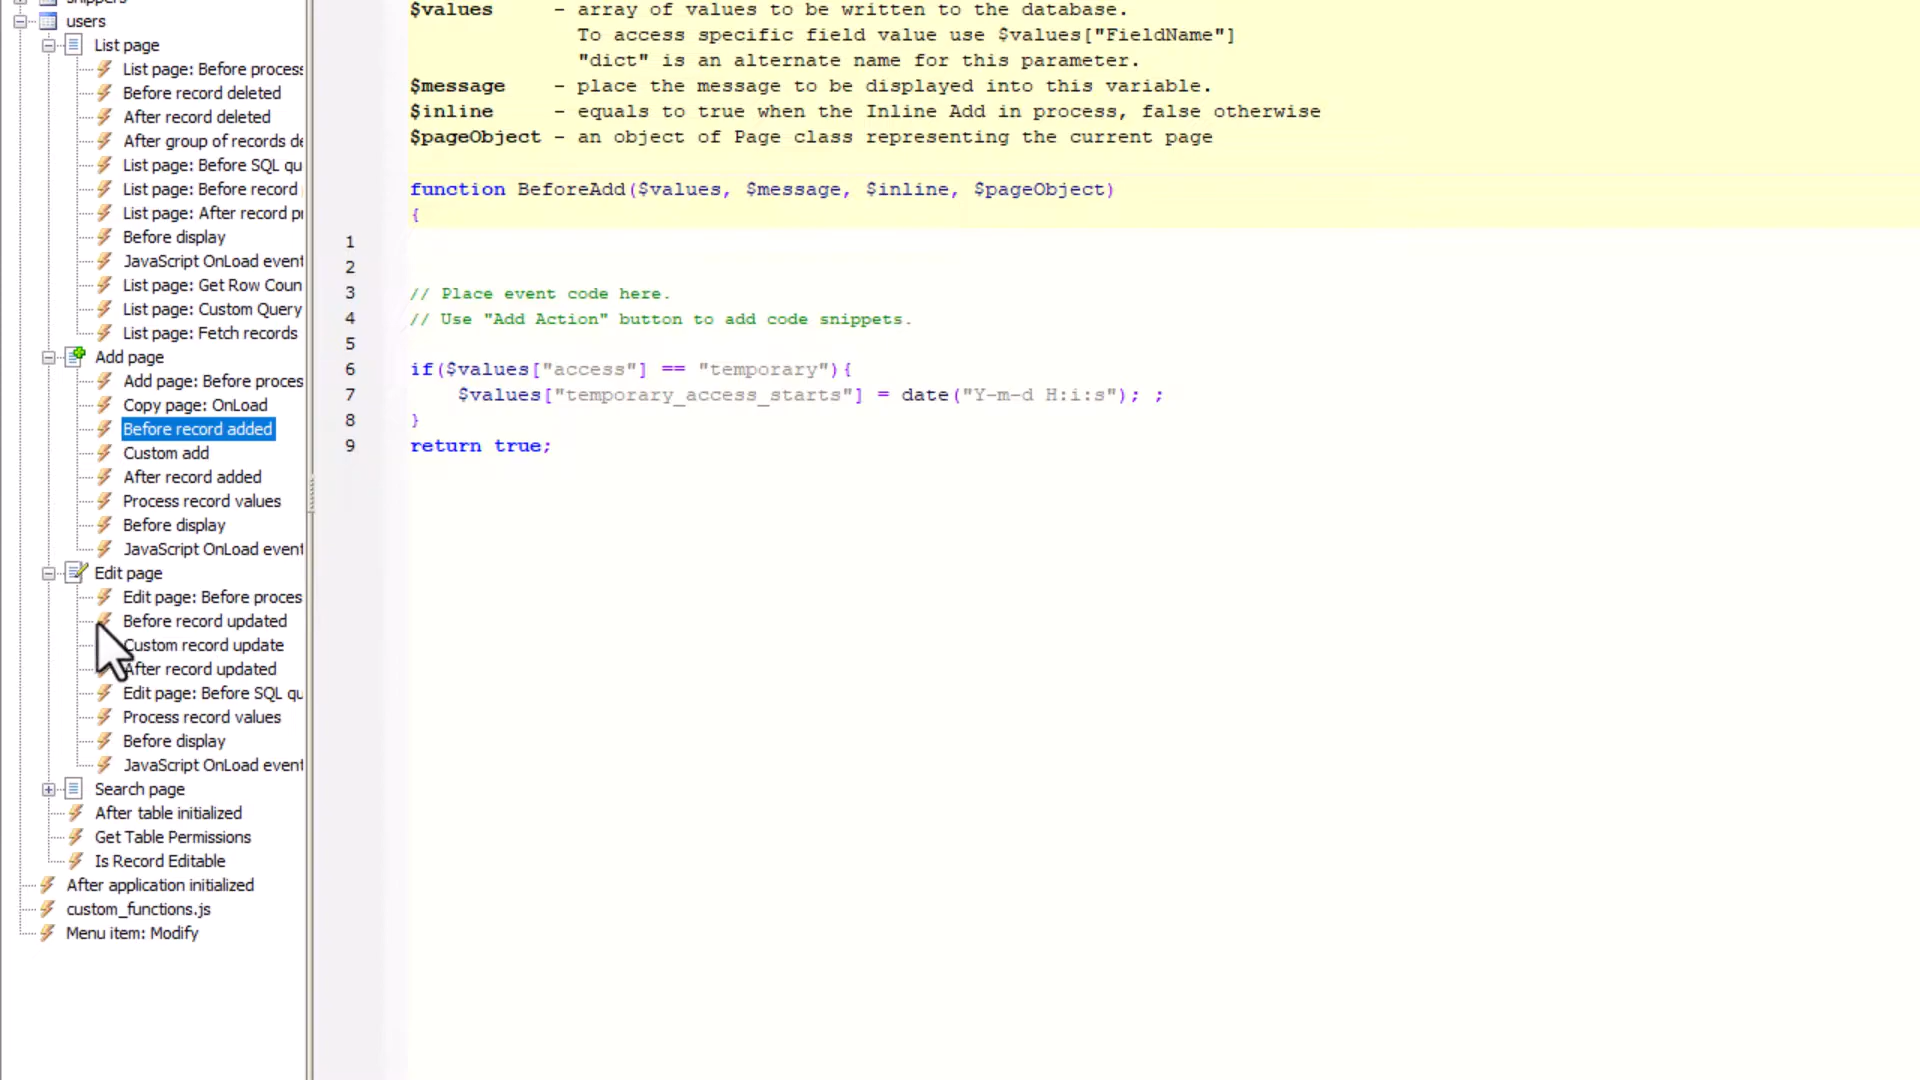 users
List page
List page: Before process
Before record deleted
After record deleted
After group of records de
List page: Before SQL qu
List page: Before record
List page: After record pr
Before display
JavaScript OnLoad event
List page: Get Row Coun
List page: Custom Query
List page: Fetch records
Add page
Add page: Before proces
Copy page: OnLoad
Before record added
Custom add
After record added
Process record values
Before display
JavaScript OnLoad event
Edit page
Edit page: Before proces
Before record updated
Custom record update
After record updated
Edit page: Before SQL qu
Process record values
Before display
JavaScript OnLoad event
Search page
After table initialized
Get Table Permissions
Is Record Editable
After application initialized
custom_functions.js
Menu item: Modify
$values - array of values to be written to the database.
To access specific field value use $values["FieldName"]
"dict" is an alternate name for this parameter.
$message - place the message to be displayed into this variable.
$inline - equals to true when the Inline Add in process, false otherwise
$pageObject - an object of Page class representing the current page
function BeforeAdd($values, $message, $inline, $pageObject)
{
1
2
3 // Place event code here.
4 // Use "Add Action" button to add code snippets.
5
6 if($values["access"] == "temporary"){
7 $values["temporary_access_starts"] = date("Y-m-d H:i:s"); ;
8 }
9 return true;